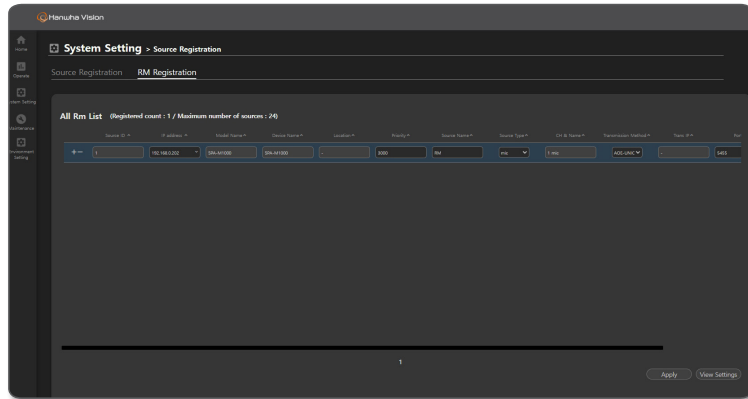 Hanwha Vision
Home
Operate
System Setting
Maintenance
Environment
Setting
System Setting > Source Registration
Source Registration RM Registration
All Rm List (Registered count : 1 / Maximum number of sources : 24)
Source ID IP address Model Name Device Name Location Priority Source Name Source Type CH & Name Transmission Method Trans. IP
1 192.168.0.202 SPA-M1000 SPA-M1000 - 3000 RM mic 1 mic AOE-UNIC - 5455
1
Apply View Settings